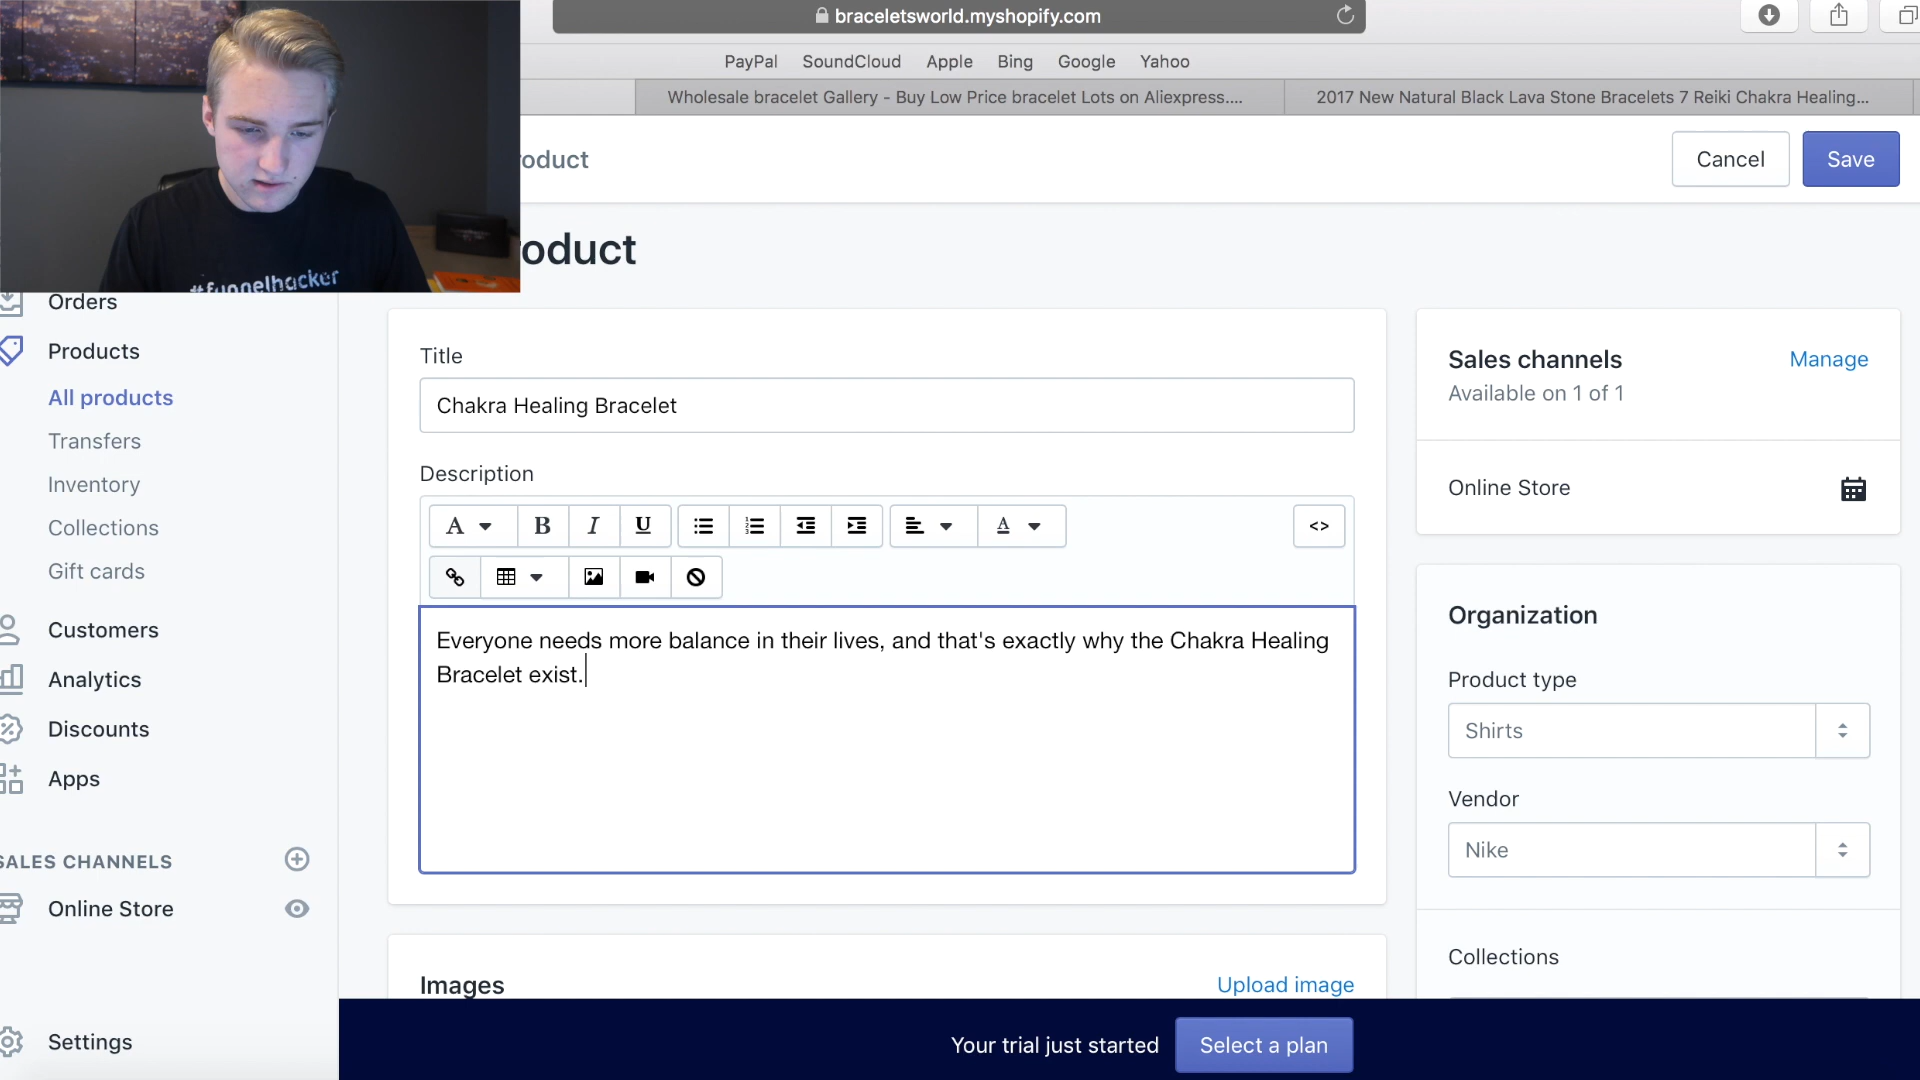 braceletsworld.myshopify.com
PayPal SoundCloud Apple Bing Google Yahoo
Wholesale bracelet Gallery - Buy Low Price bracelet Lots on Aliexpress....
2017 New Natural Black Lava Stone Bracelets 7 Reiki Chakra Healing...
oduct
Cancel
Save
oduct
#funnelhacker
Orders
Products
All products
Transfers
Inventory
Collections
Gift cards
Customers
Analytics
Discounts
Apps
SALES CHANNELS
Online Store
Settings
Title
Chakra Healing Bracelet
Description
A B I U A <>
Everyone needs more balance in their lives, and that's exactly why the Chakra Healing
Bracelet exist.
Images
Upload image
Sales channels
Manage
Available on 1 of 1
Online Store
Organization
Product type
Shirts
Vendor
Nike
Collections
Your trial just started
Select a plan